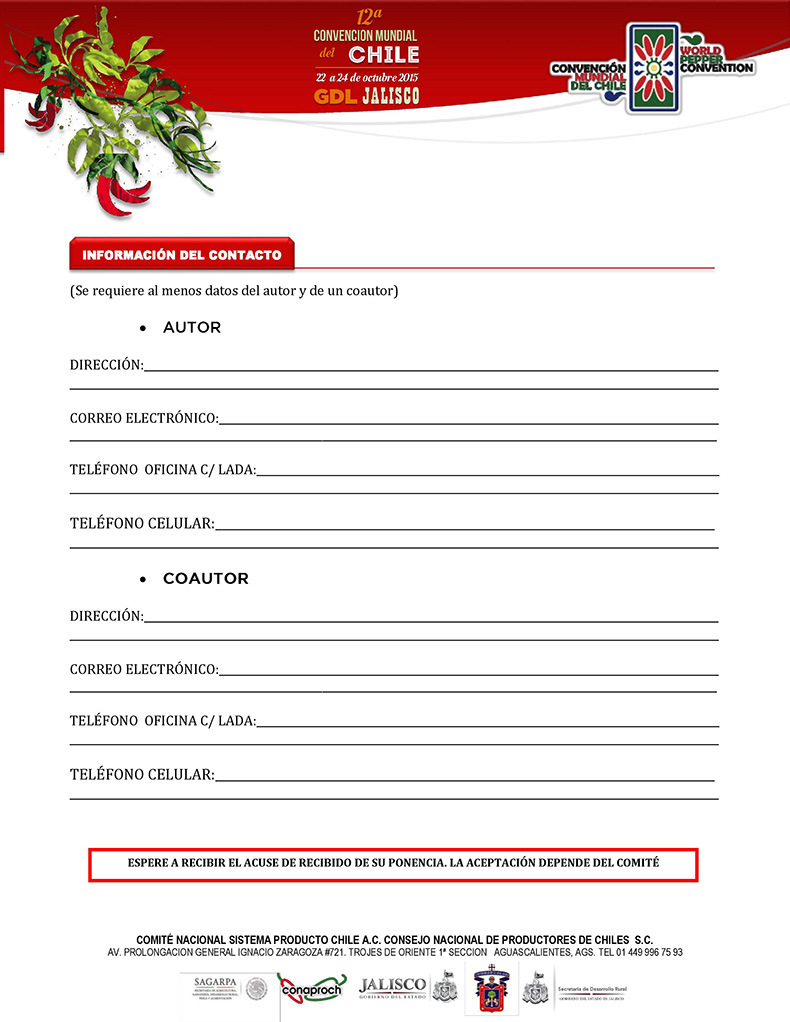 12a
CONVENCION MUNDIAL
del CHILE
22 a 24 de octubre 2015
GDL JALISCO
CONVENCIÓN
MUNDIAL
DEL CHILE
WORLD
PEPPER
CONVENTION
INFORMACIÓN DEL CONTACTO
(Se requiere al menos datos del autor y de un coautor)
• AUTOR
DIRECCIÓN:
CORREO ELECTRÓNICO:
TELÉFONO OFICINA C/ LADA:
TELÉFONO CELULAR:
• COAUTOR
DIRECCIÓN:
CORREO ELECTRÓNICO:
TELÉFONO OFICINA C/ LADA:
TELÉFONO CELULAR:
ESPERE A RECIBIR EL ACUSE DE RECIBIDO DE SU PONENCIA. LA ACEPTACIÓN DEPENDE DEL COMITÉ
COMITÉ NACIONAL SISTEMA PRODUCTO CHILE A.C. CONSEJO NACIONAL DE PRODUCTORES DE CHILES S.C.
AV. PROLONGACION GENERAL IGNACIO ZARAGOZA #721. TROJES DE ORIENTE 1ª SECCION AGUASCALIENTES, AGS. TEL 01 449 996 75 93
SAGARPA
conaproch
JALISCO
GOBIERNO DEL ESTADO
Secretaría de Desarrollo Rural
GOBIERNO DEL ESTADO DE JALISCO